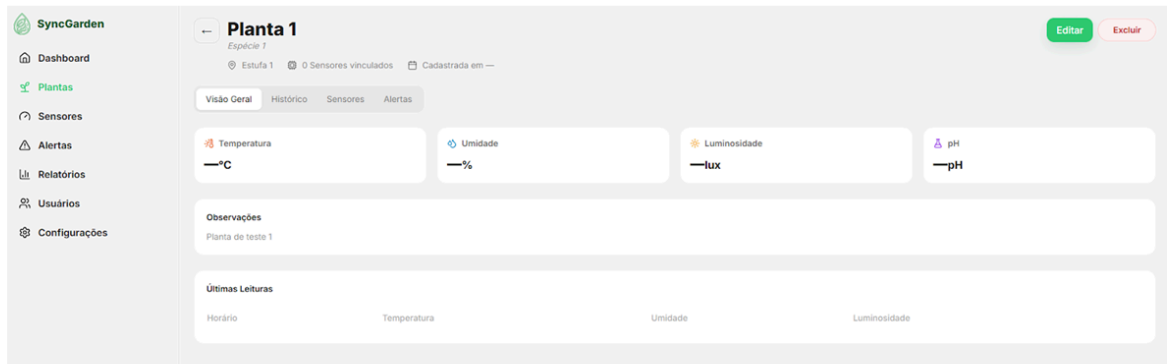 SyncGarden
Dashboard
Plantas
Sensores
Alertas
Relatórios
Usuários
Configurações
← Planta 1
Espécie 1
Estufa 1 0 Sensores vinculados Cadastrada em —
Editar Excluir
Visão Geral Histórico Sensores Alertas
Temperatura
—°C
Umidade
—%
Luminosidade
—lux
pH
—pH
Observações
Planta de teste 1
Últimas Leituras
Horário Temperatura Umidade Luminosidade